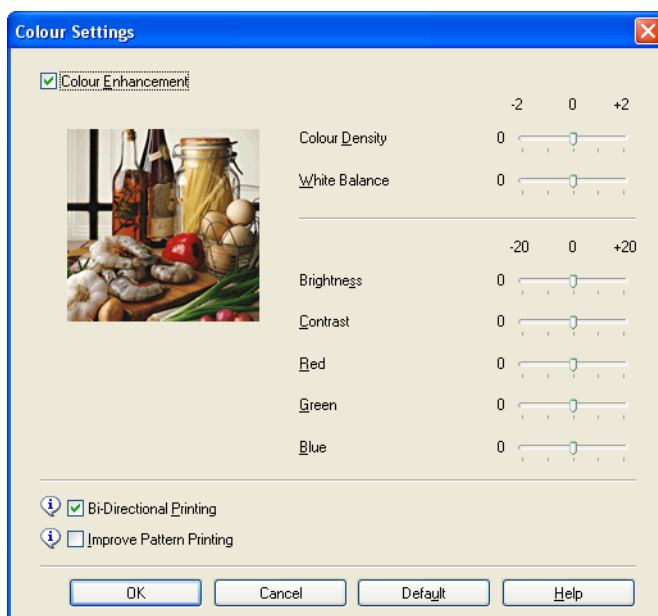 Colour Settings
Colour Enhancement
-2 0 +2
Colour Density 0
White Balance 0
-20 0 +20
Brightness 0
Contrast 0
Red 0
Green 0
Blue 0
Bi-Directional Printing
Improve Pattern Printing
OK Cancel Default Help